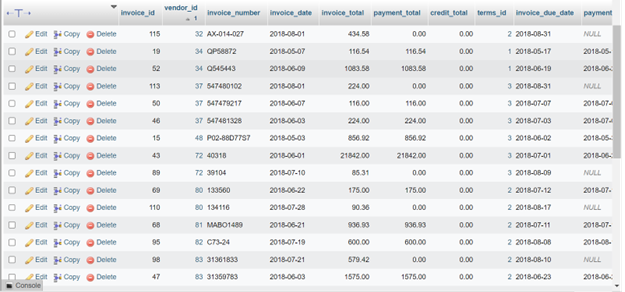 invoice_id vendor_id 1 invoice_number invoice_date invoice_total payment_total credit_total terms_id invoice_due_date payment
Edit Copy Delete 115 32 AX-014-027 2018-08-01 434.58 0.00 0.00 2 2018-08-31 NULL
Edit Copy Delete 19 34 QP58872 2018-05-07 116.54 116.54 0.00 1 2018-05-17 2018-05-
Edit Copy Delete 52 34 Q545443 2018-06-09 1083.58 1083.58 0.00 1 2018-06-19 2018-06-
Edit Copy Delete 113 37 547480102 2018-08-01 224.00 0.00 0.00 3 2018-08-31 NULL
Edit Copy Delete 50 37 547479217 2018-06-07 116.00 116.00 0.00 3 2018-07-07 2018-07-
Edit Copy Delete 46 37 547481328 2018-06-03 224.00 224.00 0.00 3 2018-07-03 2018-07-
Edit Copy Delete 15 48 P02-88D77S7 2018-05-03 856.92 856.92 0.00 3 2018-06-02 2018-05-
Edit Copy Delete 43 72 40318 2018-06-01 21842.00 21842.00 0.00 3 2018-07-01 2018-06-
Edit Copy Delete 89 72 39104 2018-07-10 85.31 0.00 0.00 3 2018-08-09 NULL
Edit Copy Delete 69 80 133560 2018-06-22 175.00 175.00 0.00 2 2018-07-12 2018-07-
Edit Copy Delete 110 80 134116 2018-07-28 90.36 0.00 0.00 2 2018-08-17 NULL
Edit Copy Delete 68 81 MABO1489 2018-06-21 936.93 936.93 0.00 2 2018-07-11 2018-07-
Edit Copy Delete 95 82 C73-24 2018-07-19 600.00 600.00 0.00 2 2018-08-08 2018-08-
Edit Copy Delete 98 83 31361833 2018-07-21 579.42 0.00 0.00 2 2018-08-10 NULL
Edit Copy Delete 47 83 31359783 2018-06-03 1575.00 1575.00 0.00 2 2018-06-23 2018-06-
Console